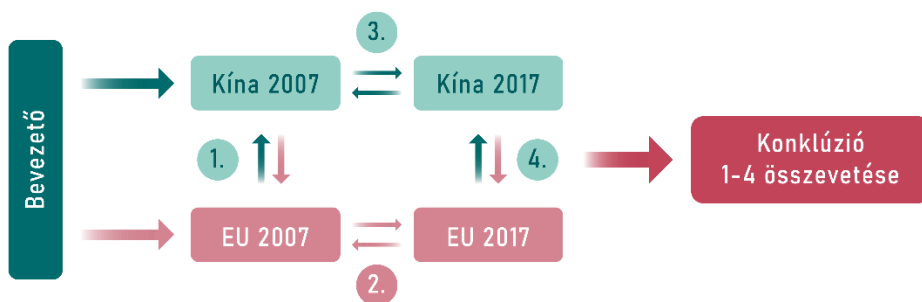 Bevezető
3.
Kína 2007
Kína 2017
1.
4.
EU 2007
EU 2017
2.
Konklúzió
1-4 összevetése